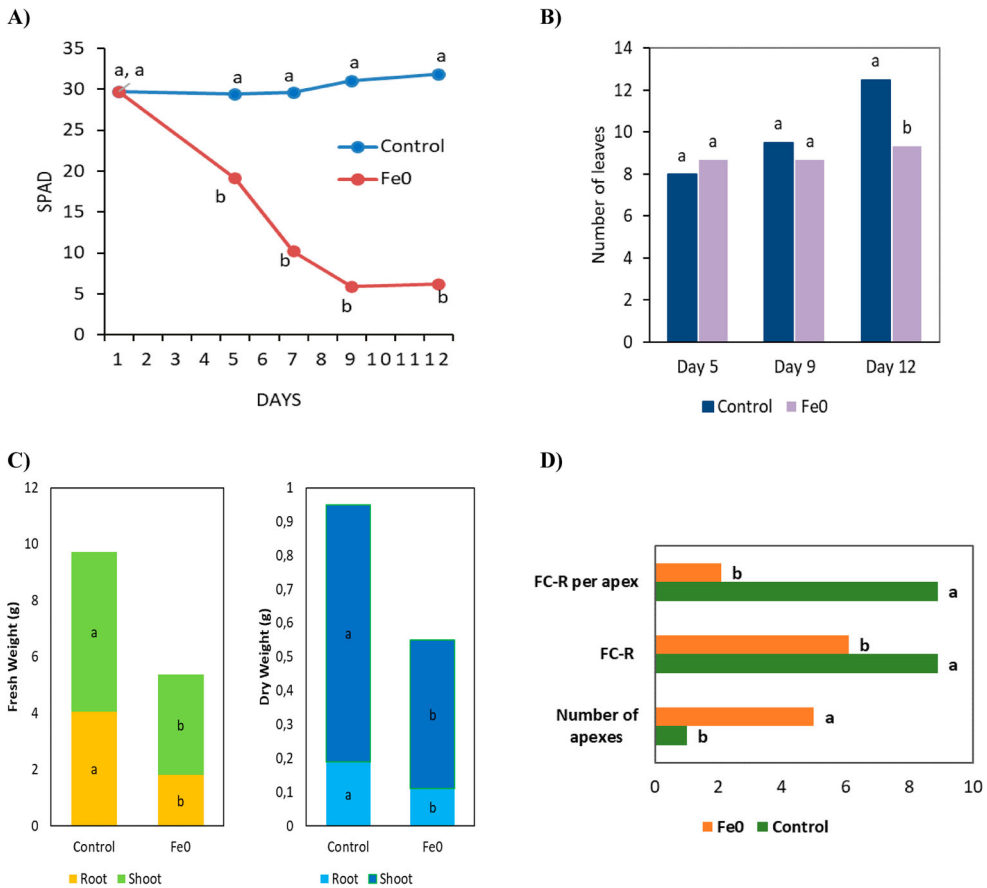 A)
35
30
25
20
15
10
5
0
SPAD
a, a
a
a
a
a
b
b
b
b
Control
Fe0
1 2 3 4 5 6 7 8 9 10 11 12
DAYS
B)
14
12
10
8
6
4
2
0
Number of leaves
a
a
a
a
a
b
Day 5
Day 9
Day 12
Control
Fe0
C)
12
10
8
6
4
2
0
Fresh Weight (g)
a
a
b
b
Control
Fe0
Root
Shoot
1
0,9
0,8
0,7
0,6
0,5
0,4
0,3
0,2
0,1
0
Dry Weight (g)
a
a
b
b
Control
Fe0
Root
Shoot
D)
FC-R per apex
b
a
FC-R
b
a
Number of
apexes
a
b
0 2 4 6 8 10
Fe0
Control